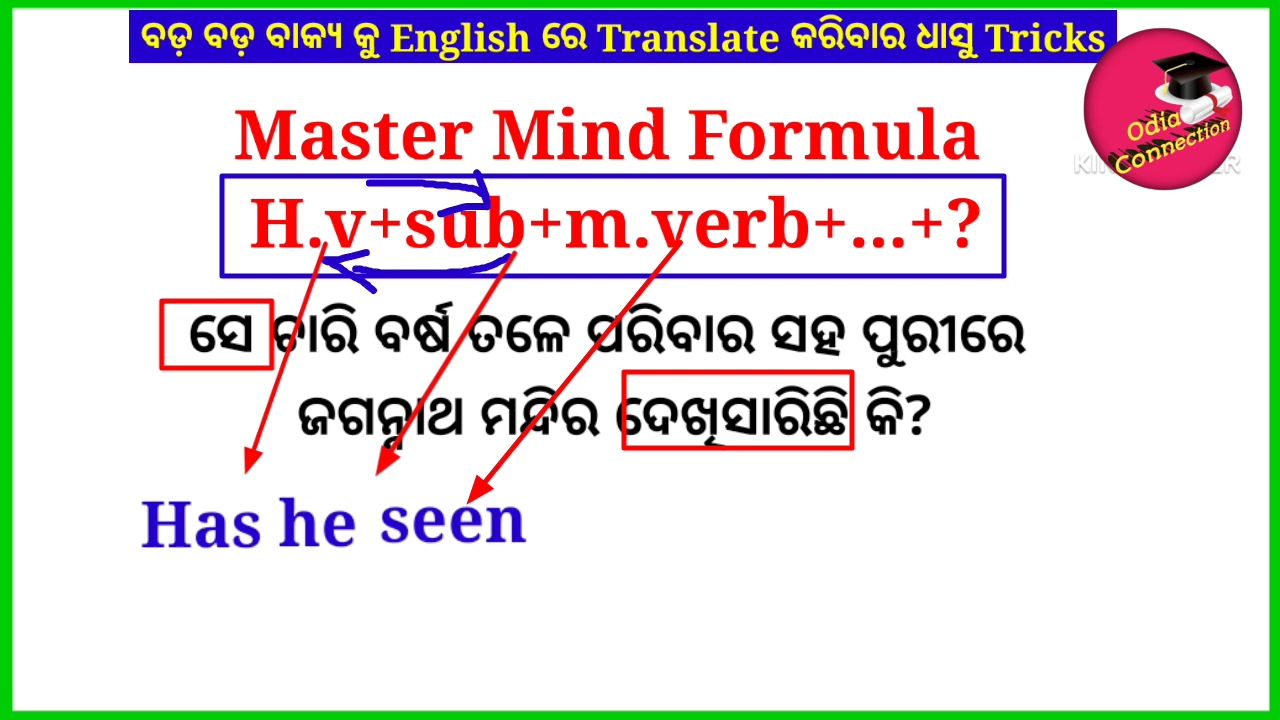 ବଡ଼ ବଡ଼ ବାକ୍ୟ କୁ English ରେ Translate କରିବାର ଧାସୁ Tricks
Odia
Connection
Master Mind Formula
H.v+sub+m.verb+...+?
ସେ ଚାରି ବର୍ଷ ତଳେ ପରିବାର ସହ ପୁରୀରେ
ଜଗନ୍ନାଥ ମନ୍ଦିର ଦେଖିସାରିଛି କି?
Has he seen